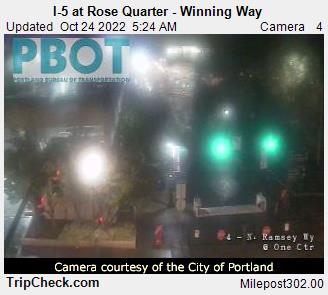 I-5 at Rose Quarter - Winning Way
Updated Oct 24 2022 5:24 AM Camera 4
PBOT
PORTLAND BUREAU OF TRANSPORTATION
4 - N. Ramsey Wy
@ One Ctr
Camera courtesy of the City of Portland
TripCheck.com Milepost302.00